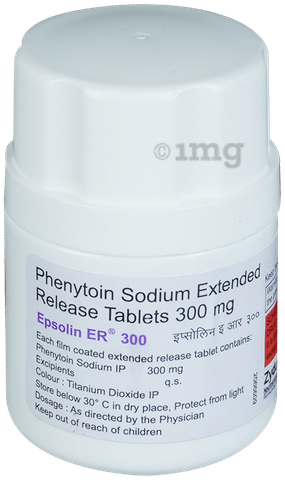 ©1mg
Phenytoin Sodium Extended
Release Tablets 300 mg
Epsolin ER® 300 इप्सोलिन ई आर ३००
Each film coated extended release tablet contains:
Phenytoin Sodium IP 300 mg
Excipients q.s.
Colour : Titanium Dioxide IP
Store below 30° C in dry place, Protect from light
Dosage : As directed by the Physician
Keep out of reach of children